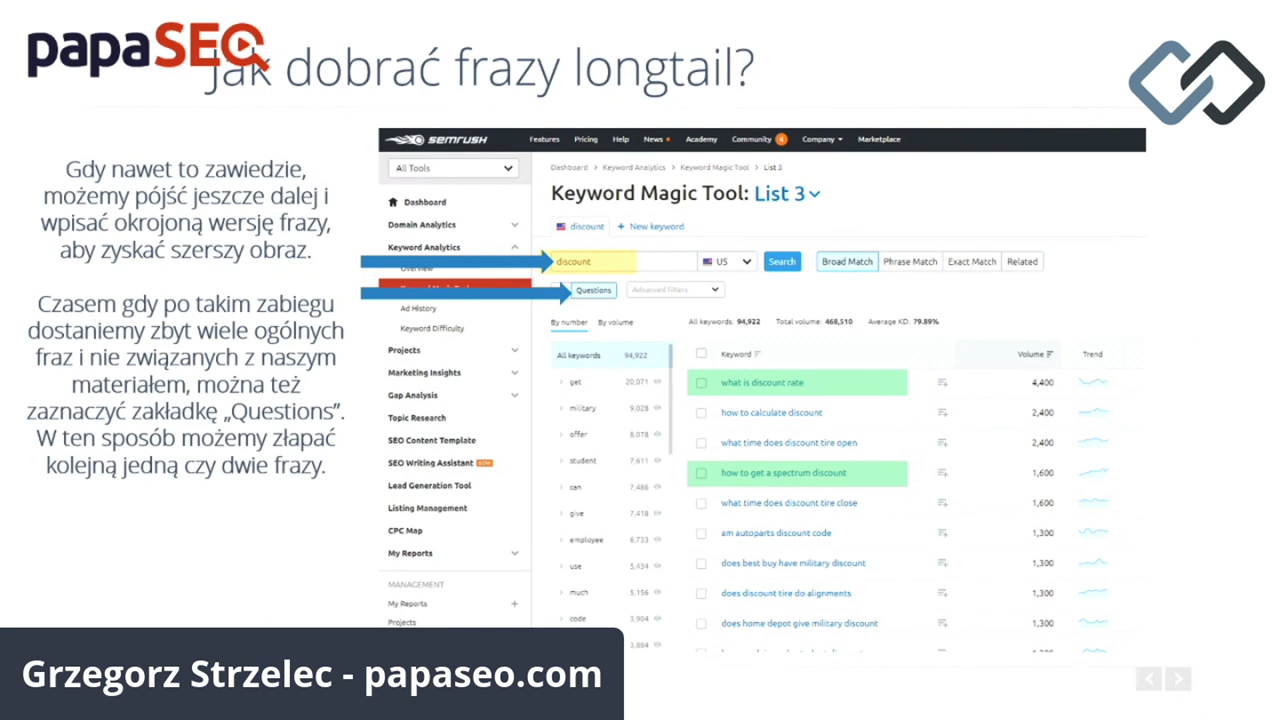 papaSEO
Jak dobrać frazy longtail?
Gdy nawet to zawiedzie,
możemy pójść jeszcze dalej i
wpisać okrojoną wersję frazy,
aby zyskać szerszy obraz.
Czasem gdy po takim zabiegu
dostaniemy zbyt wiele ogólnych
fraz i nie związanych z naszym
materiałem, można też
zaznaczyć zakładkę „Questions”.
W ten sposób możemy złapać
kolejną jedną czy dwie frazy.
SEMRUSH
Features Pricing Help News Academy Community 4 Company Marketplace
All Tools
Dashboard
Domain Analytics
Keyword Analytics
Overview
Ad History
Keyword Difficulty
Projects
Marketing Insights
Gap Analysis
Topic Research
SEO Content Template
SEO Writing Assistant
Lead Generation Tool
Listing Management
CPC Map
My Reports
MANAGEMENT
My Reports +
Projects
Dashboard > Keyword Analytics > Keyword Magic Tool > List 3
Keyword Magic Tool: List 3
discount + New keyword
discount US Search Broad Match Phrase Match Exact Match Related
Questions Advanced filters
By number By volume All keywords: 94,922 Total volume: 468,510 Average KD: 79.89%
All keywords 94,922
get 20,071
military 9,028
offer 8,078
student 7,611
can 7,486
give 7,418
employee 6,733
use 5,434
much 5,156
code 3,904
3,884
Keyword Volume Trend
what is discount rate 4,400
how to calculate discount 2,400
what time does discount tire open 2,400
how to get a spectrum discount 1,600
what time does discount tire close 1,600
am autoparts discount code 1,300
does best buy have military discount 1,300
does discount tire do alignments 1,300
does home depot give military discount 1,300
Grzegorz Strzelec - papaseo.com